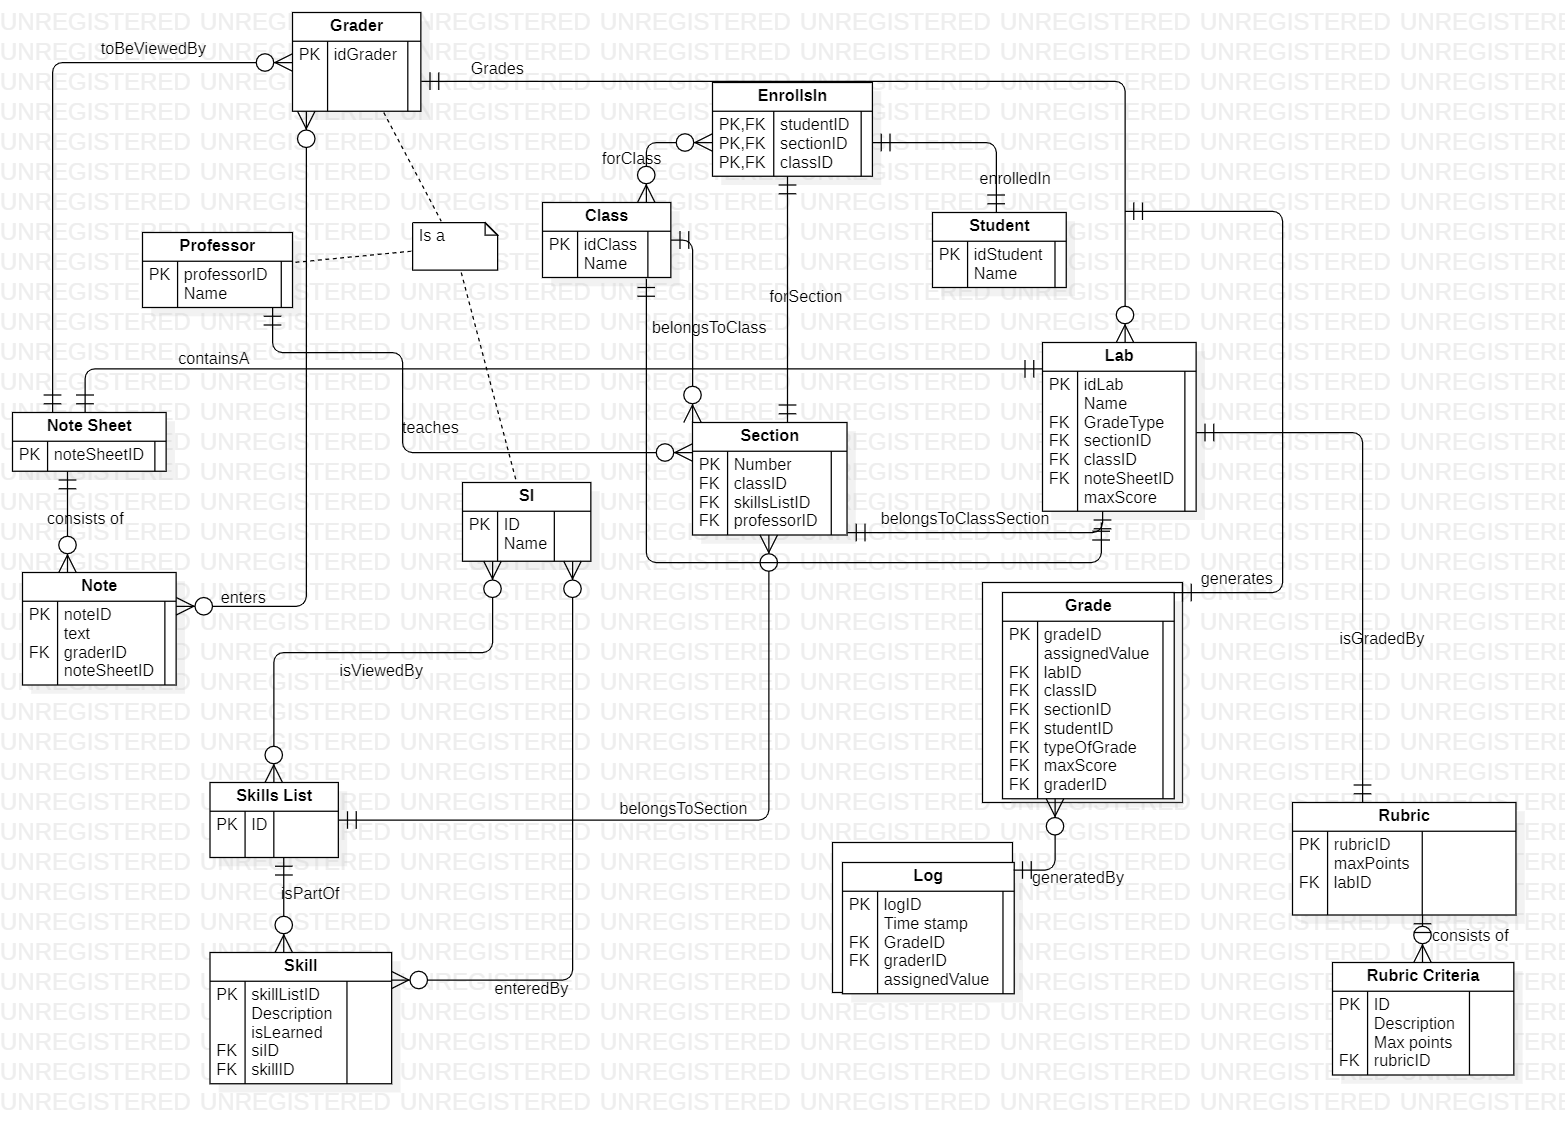 Grader
PK idGrader
toBeViewedBy
Grades
EnrollsIn
PK,FK studentID
PK,FK sectionID
PK,FK classID
forClass
enrolledIn
Class
PK idClass
Name
Student
PK idStudent
Name
Professor
PK professorID
Name
Is a
forSection
belongsToClass
containsA
Lab
PK idLab
Name
FK GradeType
FK sectionID
FK classID
FK noteSheetID
maxScore
Note Sheet
PK noteSheetID
teaches
Section
PK Number
FK classID
FK skillsListID
FK professorID
SI
PK ID
Name
belongsToClassSection
consists of
Note
PK noteID
text
FK graderID
noteSheetID
enters
generates
Grade
PK gradeID
assignedValue
FK labID
FK classID
FK sectionID
FK studentID
FK typeOfGrade
FK maxScore
FK graderID
isGradedBy
isViewedBy
Skills List
PK ID
belongsToSection
Rubric
PK rubricID
maxPoints
FK labID
isPartOf
generatedBy
Log
PK logID
Time stamp
FK GradeID
FK graderID
assignedValue
consists of
Skill
PK skillListID
Description
isLearned
FK siID
FK skillID
enteredBy
Rubric Criteria
PK ID
Description
Max points
FK rubricID
UNREGISTERED